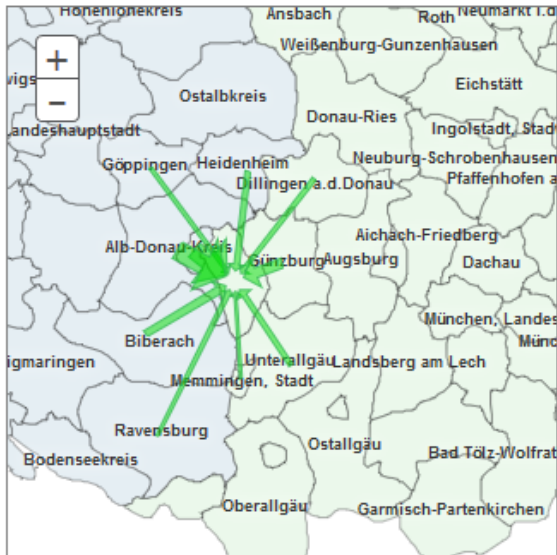 Hohenlohekreis
Ansbach
Roth
Neumarkt i.d
Weißenburg-Gunzenhausen
+
−
Eichstätt
Ostalbkreis
Donau-Ries
andeshauptstadt
Ingolstadt, Stad
Göppingen
Heidenheim
Neuburg-Schrobenhausen
Dillingen a.d.Donau
Pfaffenhofen a
Alb-Donau-Kreis
Aichach-Friedberg
Günzburg
Augsburg
Dachau
München, Landes
Biberach
Münc
igmaringen
Unterallgäu
Landsberg am Lech
Memmingen, Stadt
Ravensburg
Ostallgäu
Bodenseekreis
Bad Tölz-Wolfrat
Oberallgäu
Garmisch-Partenkirchen